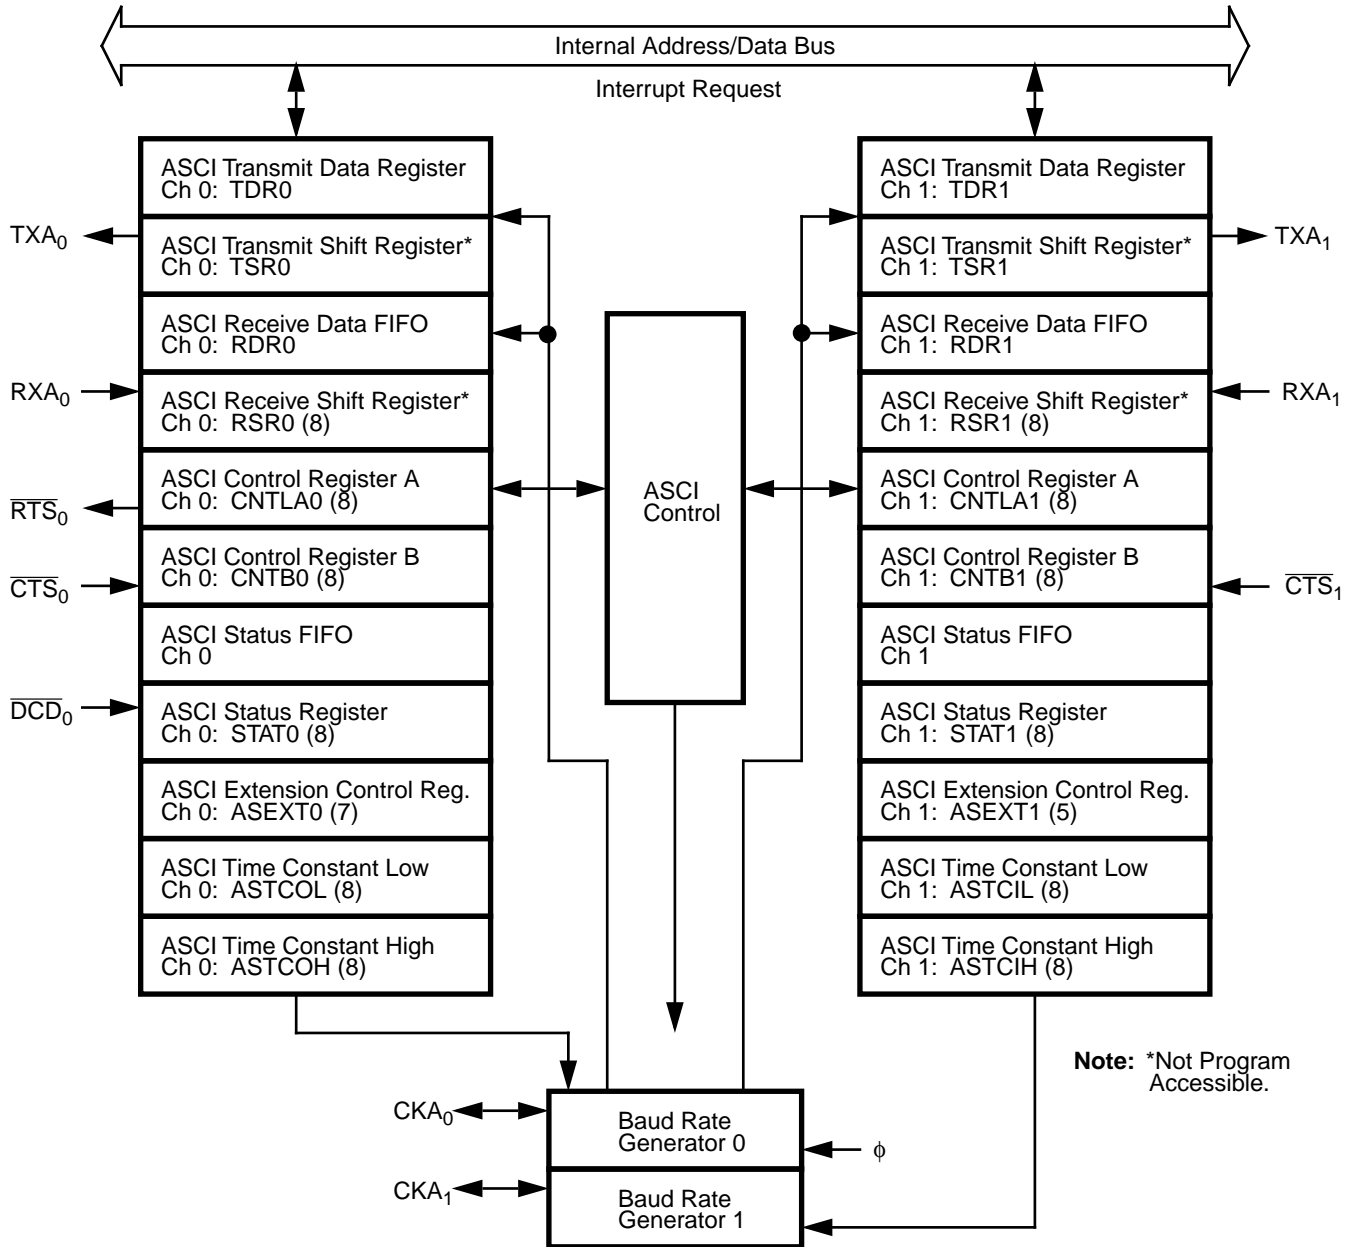 Internal Address/Data Bus
Interrupt Request
ASCI Transmit Data Register
Ch 0: TDR0
TXA0
ASCI Transmit Shift Register*
Ch 0: TSR0
ASCI Receive Data FIFO
Ch 0: RDR0
RXA0
ASCI Receive Shift Register*
Ch 0: RSR0 (8)
ASCI Control Register A
Ch 0: CNTLA0 (8)
RTS0
ASCI Control Register B
Ch 0: CNTB0 (8)
CTS0
ASCI Status FIFO
Ch 0
DCD0
ASCI Status Register
Ch 0: STAT0 (8)
ASCI Extension Control Reg.
Ch 0: ASEXT0 (7)
ASCI Time Constant Low
Ch 0: ASTCOL (8)
ASCI Time Constant High
Ch 0: ASTCOH (8)
ASCI
Control
ASCI Transmit Data Register
Ch 1: TDR1
ASCI Transmit Shift Register*
Ch 1: TSR1
TXA1
ASCI Receive Data FIFO
Ch 1: RDR1
ASCI Receive Shift Register*
Ch 1: RSR1 (8)
RXA1
ASCI Control Register A
Ch 1: CNTLA1 (8)
ASCI Control Register B
Ch 1: CNTB1 (8)
CTS1
ASCI Status FIFO
Ch 1
ASCI Status Register
Ch 1: STAT1 (8)
ASCI Extension Control Reg.
Ch 1: ASEXT1 (5)
ASCI Time Constant Low
Ch 1: ASTCIL (8)
ASCI Time Constant High
Ch 1: ASTCIH (8)
Note: *Not Program
Accessible.
CKA0
Baud Rate
Generator 0
ϕ
CKA1
Baud Rate
Generator 1